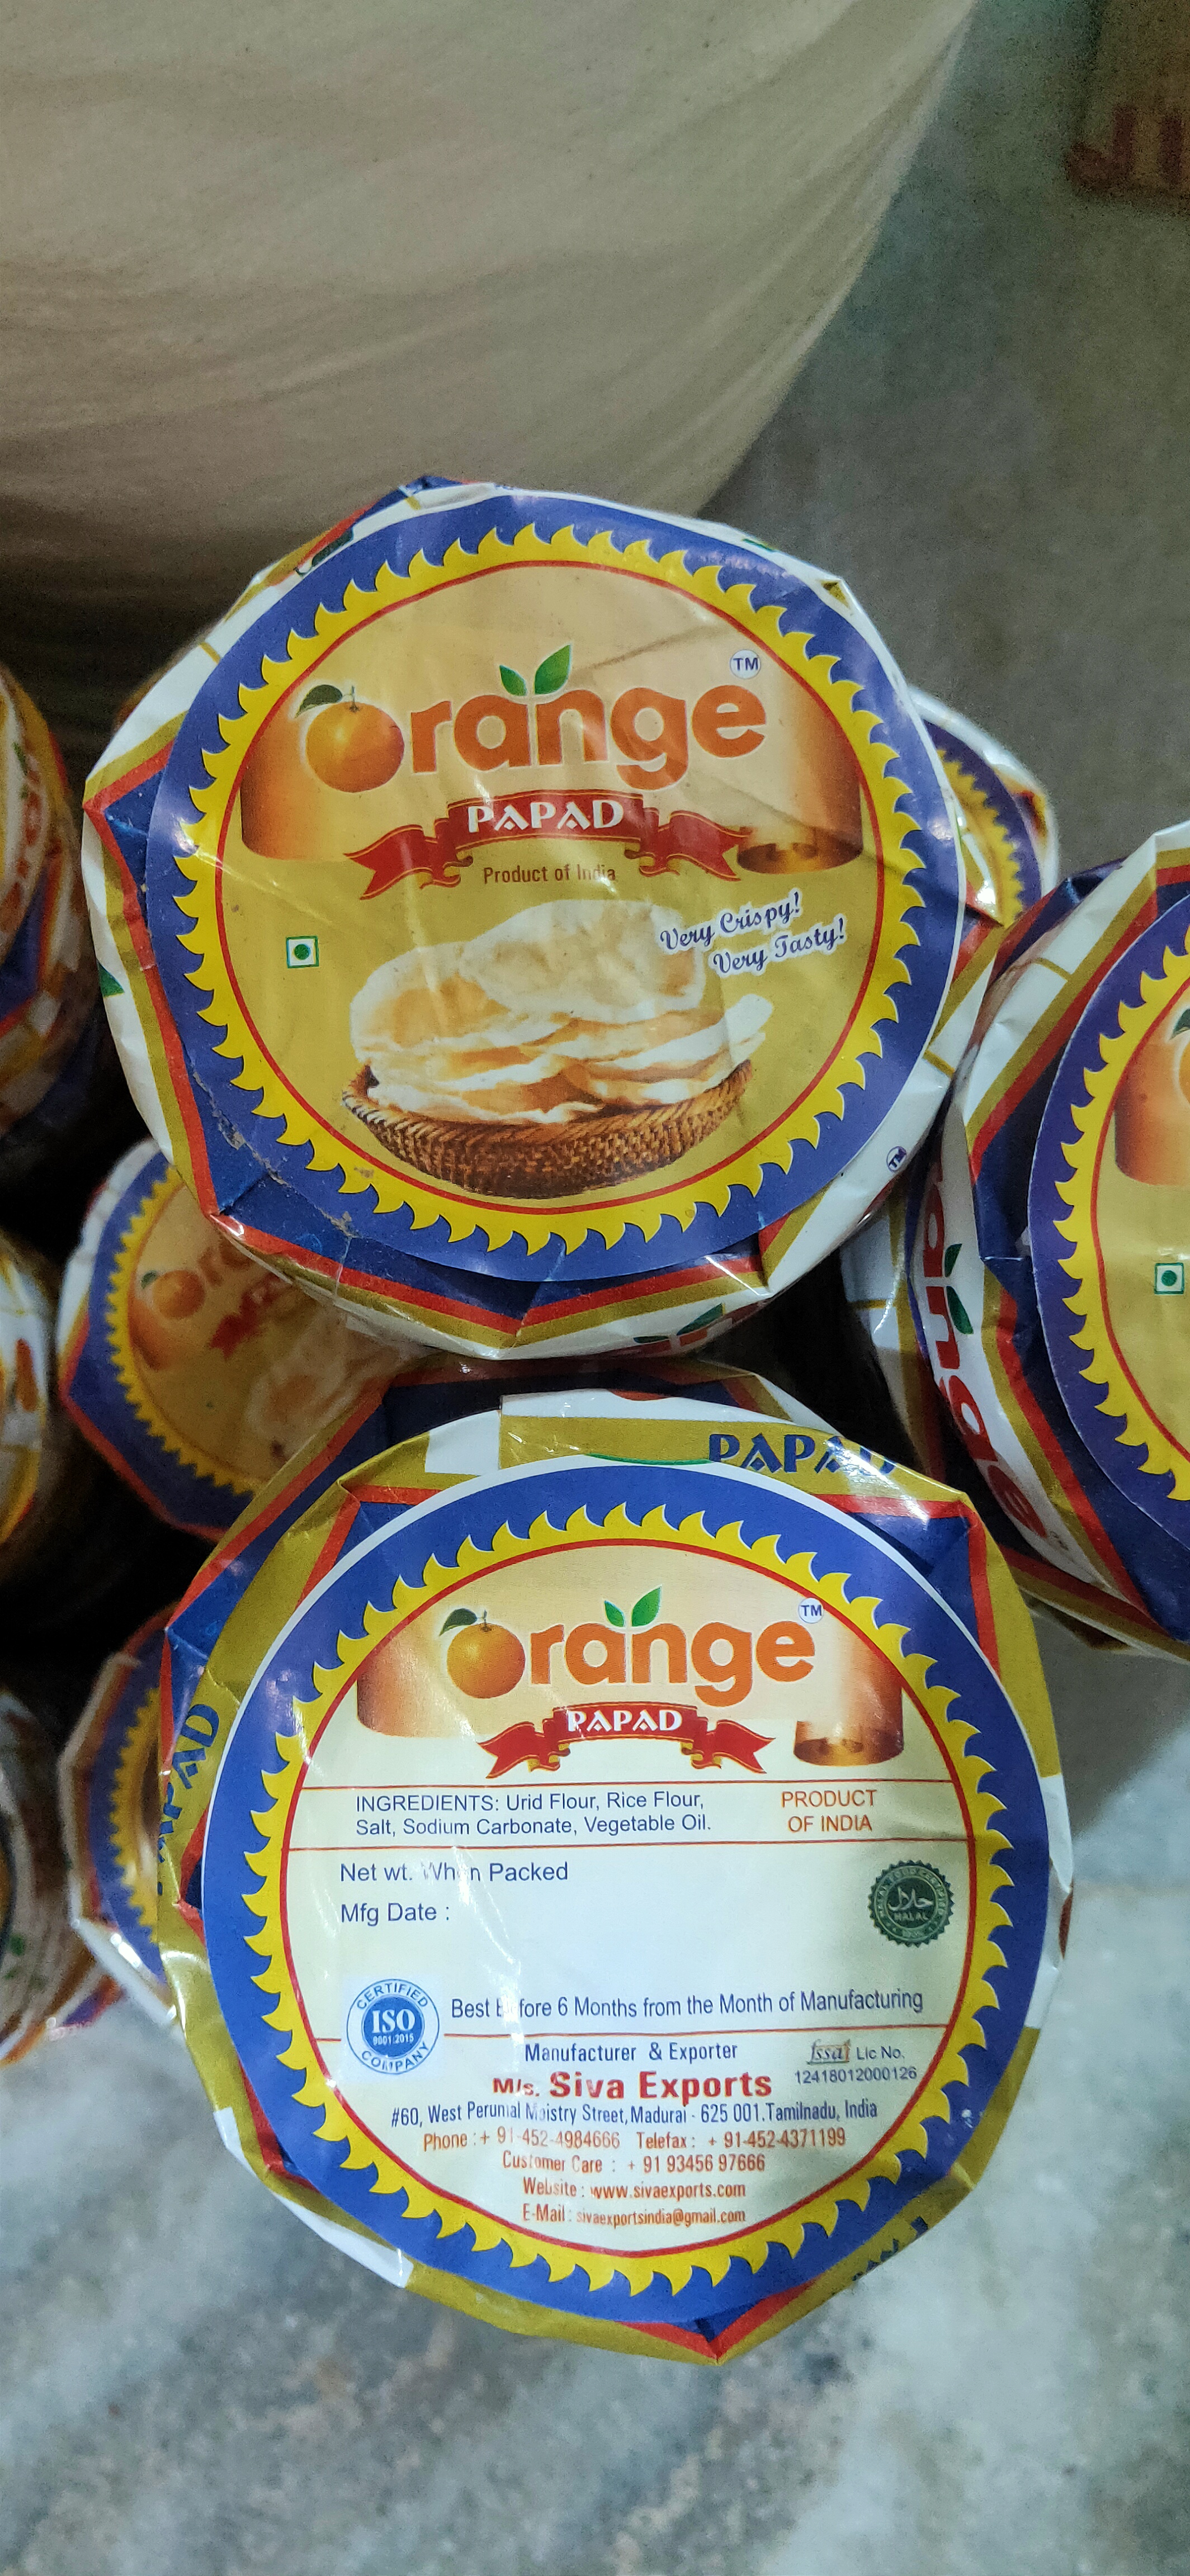 Orange
TM
PAPAD
Product of India
Very Crispy!
Very Tasty!
TM
PAPAD
PAPAD
Orange
TM
PAPAD
INGREDIENTS: Urid Flour, Rice Flour,
Salt, Sodium Carbonate, Vegetable Oil.
PRODUCT
OF INDIA
Net wt. When Packed
Mfg Date :
حلال
HALAL
CERTIFIED
ISO
9001:2015
COMPANY
Best Before 6 Months from the Month of Manufacturing
Manufacturer & Exporter
fssai Lic No.
12418012000126
M/s. Siva Exports
#60, West Perumal Maistry Street, Madurai - 625 001. Tamilnadu, India
Phone : + 91-452-4984666 Telefax : + 91-452-4371199
Customer Care : + 91 93456 97666
Website : www.sivaexports.com
E-Mail : sivaexportsindia@gmail.com